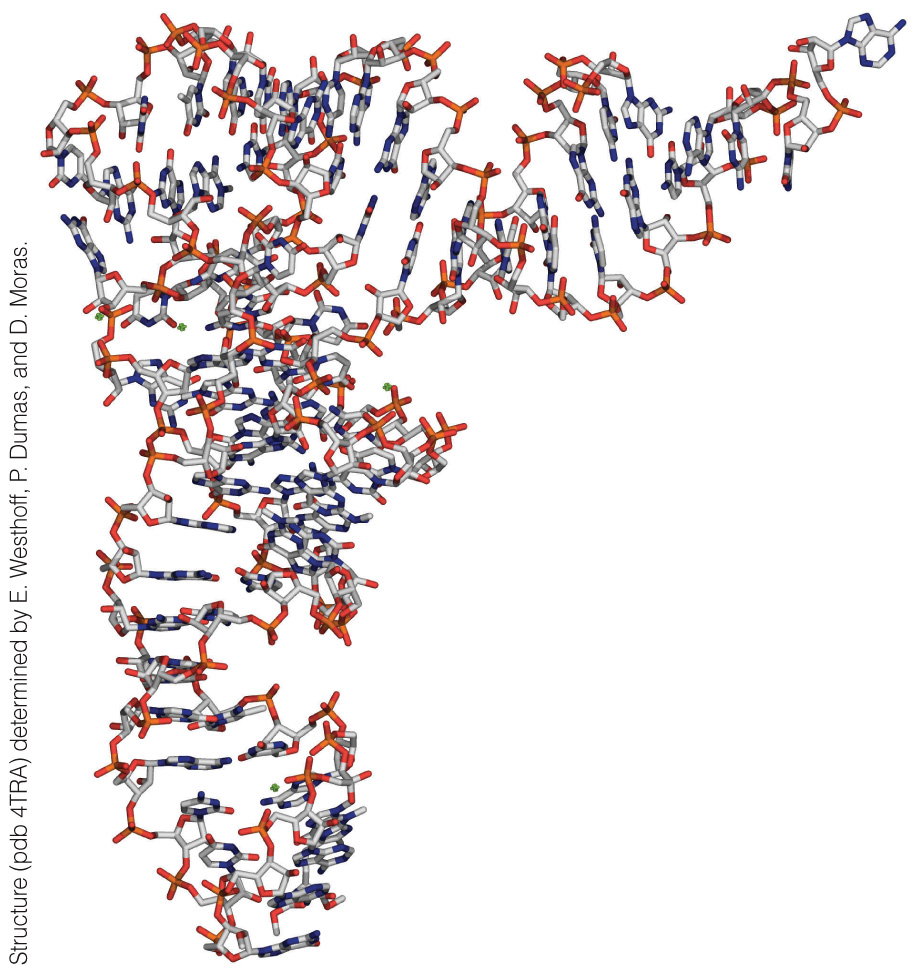 Structure (pdb 4TRA) determined by E. Westhoff, P. Dumas, and D. Moras.